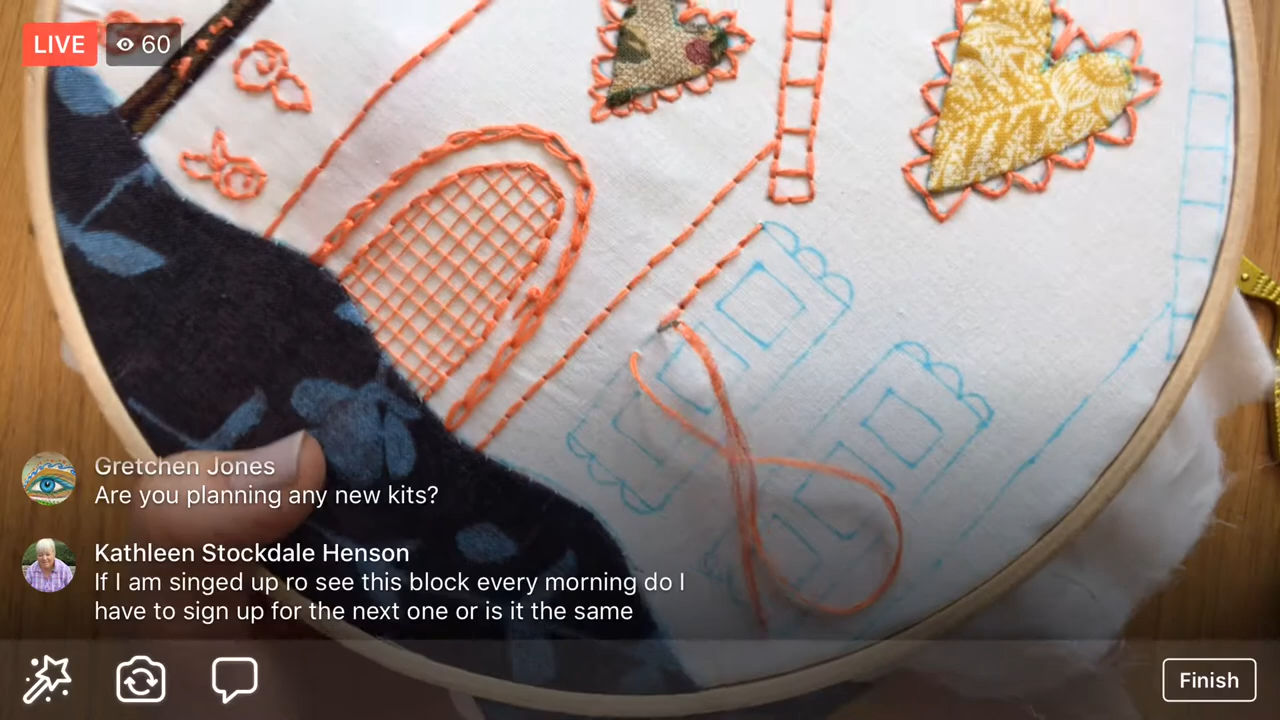 LIVE
60
Gretchen Jones
Are you planning any new kits?
Kathleen Stockdale Henson
If I am singed up ro see this block every morning do I
have to sign up for the next one or is it the same
Finish